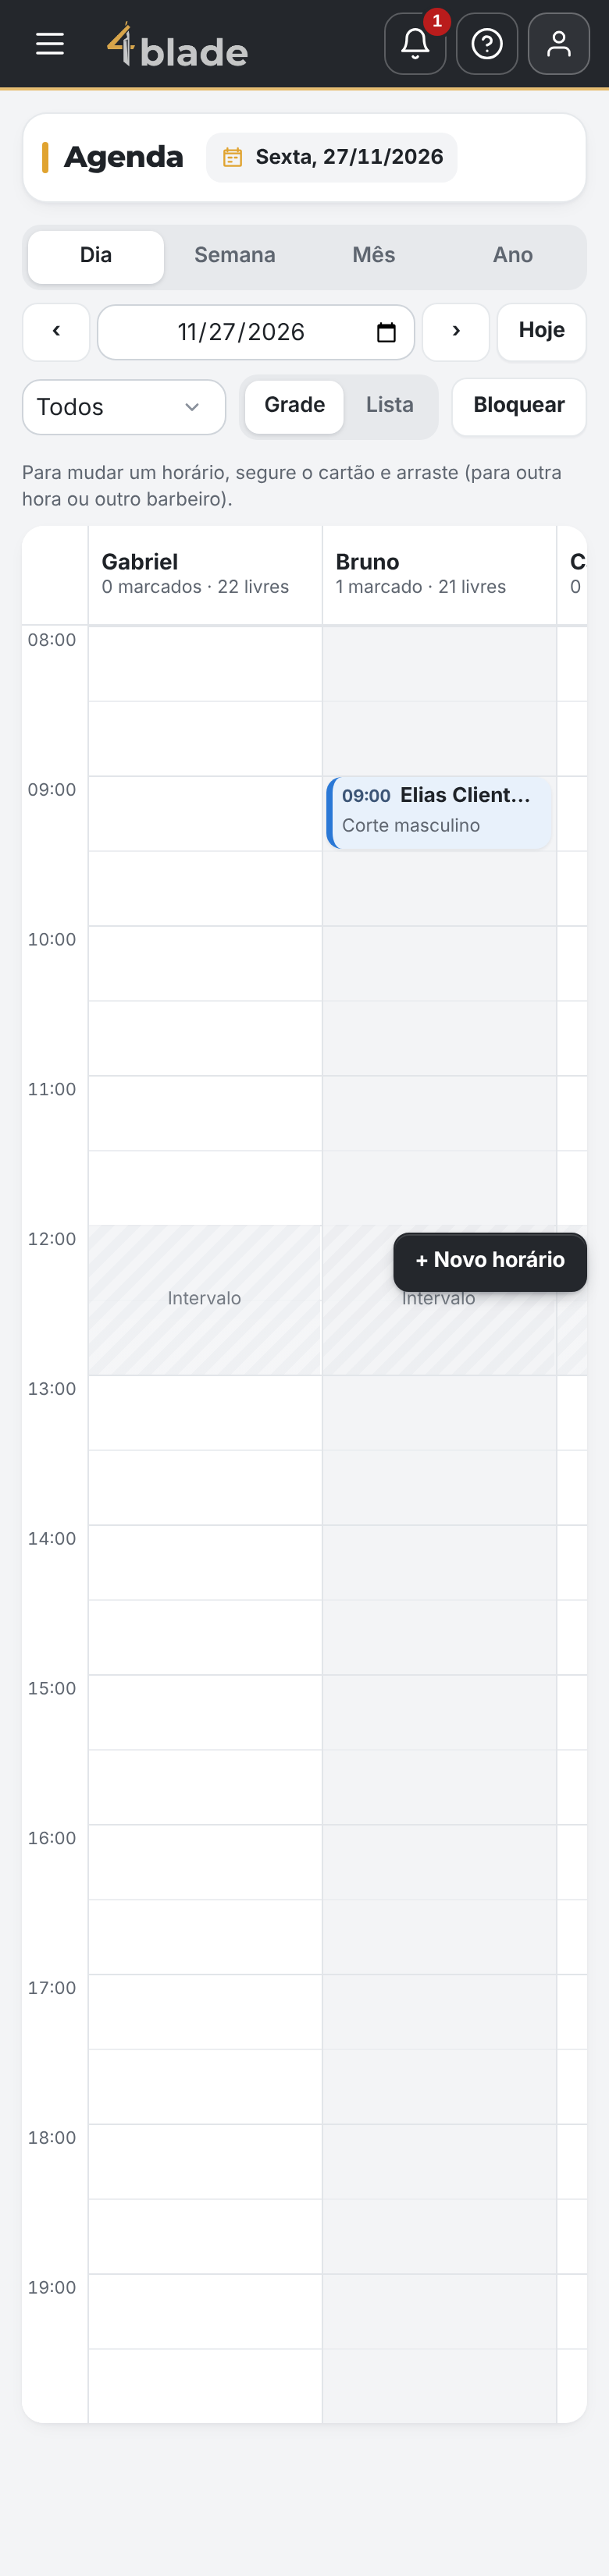 4blade
1
Agenda
Sexta, 27/11/2026
Dia
Semana
Mês
Ano
‹
11/27/2026
›
Hoje
Todos
Grade
Lista
Bloquear
Para mudar um horário, segure o cartão e arraste (para outra
hora ou outro barbeiro).
Gabriel
0 marcados · 22 livres
Bruno
1 marcado · 21 livres
C
0
08:00
09:00
09:00 Elias Client...
Corte masculino
10:00
11:00
12:00
+ Novo horário
Intervalo
Intervalo
13:00
14:00
15:00
16:00
17:00
18:00
19:00